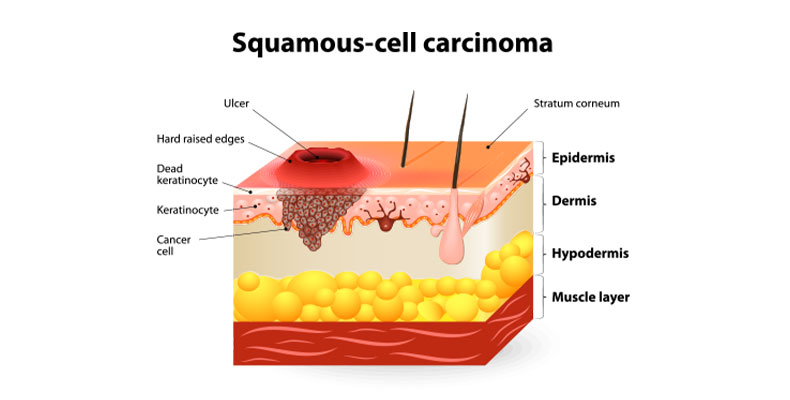 Squamous-cell carcinoma
Ulcer
Stratum corneum
Hard raised edges
Epidermis
Dead
keratinocyte
Dermis
Keratinocyte
Cancer
cell
Hypodermis
Muscle layer